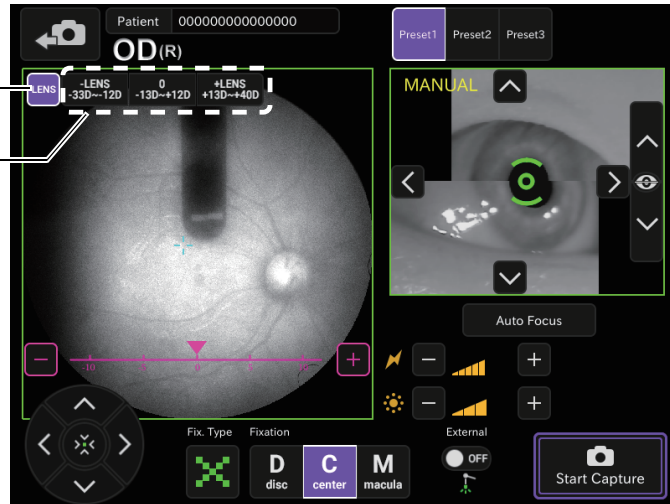 Patient 000000000000000
OD(R)
Preset1 Preset2 Preset3
LENS
-LENS
-33D~-12D
0
-13D~+12D
+LENS
+13D~+40D
MANUAL
-10 -5 0 5 10
Auto Focus
Fix. Type
Fixation
D
disc
C
center
M
macula
External
OFF
Start Capture